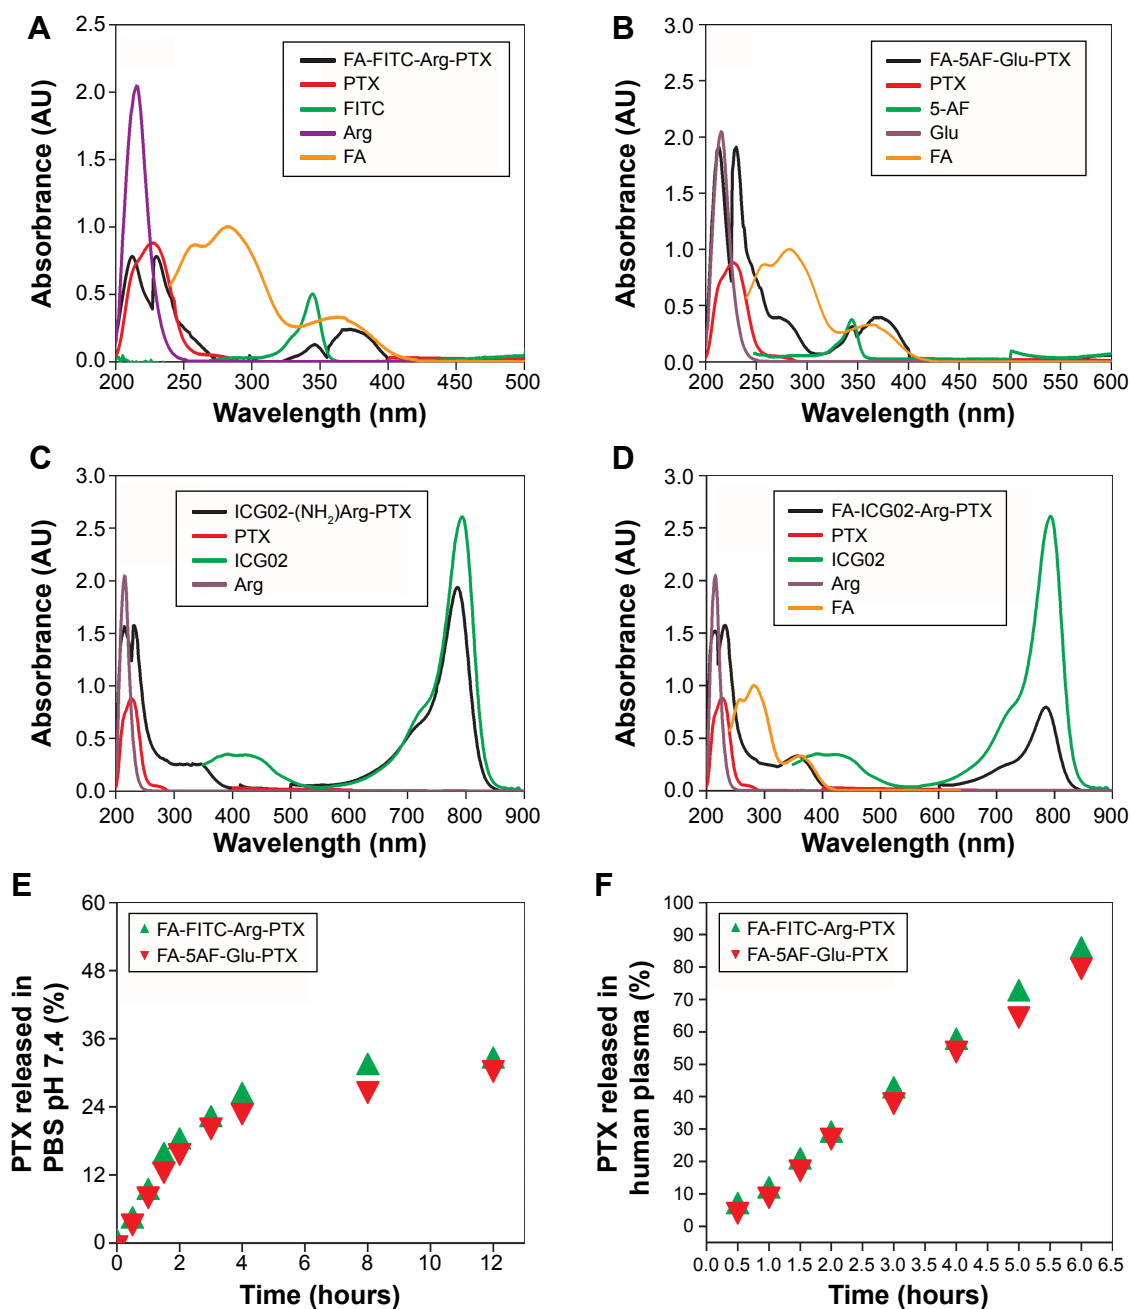 A
Absorbrance (AU)
2.5
2.0
1.5
1.0
0.5
0.0
FA-FITC-Arg-PTX
PTX
FITC
Arg
FA
200 250 300 350 400 450 500
Wavelength (nm)
B
Absorbrance (AU)
3.0
2.5
2.0
1.5
1.0
0.5
0.0
FA-5AF-Glu-PTX
PTX
5-AF
Glu
FA
200 250 300 350 400 450 500 550 600
Wavelength (nm)
C
Absorbrance (AU)
3.0
2.5
2.0
1.5
1.0
0.5
0.0
ICG02-(NH2)Arg-PTX
PTX
ICG02
Arg
200 300 400 500 600 700 800 900
Wavelength (nm)
D
Absorbrance (AU)
3.0
2.5
2.0
1.5
1.0
0.5
0.0
FA-ICG02-Arg-PTX
PTX
ICG02
Arg
FA
200 300 400 500 600 700 800 900
Wavelength (nm)
E
PTX released in
PBS pH 7.4 (%)
60
48
36
24
12
0
FA-FITC-Arg-PTX
FA-5AF-Glu-PTX
0 2 4 6 8 10 12
Time (hours)
F
PTX released in
human plasma (%)
100
90
80
70
60
50
40
30
20
10
0
FA-FITC-Arg-PTX
FA-5AF-Glu-PTX
0.0 0.5 1.0 1.5 2.0 2.5 3.0 3.5 4.0 4.5 5.0 5.5 6.0 6.5
Time (hours)